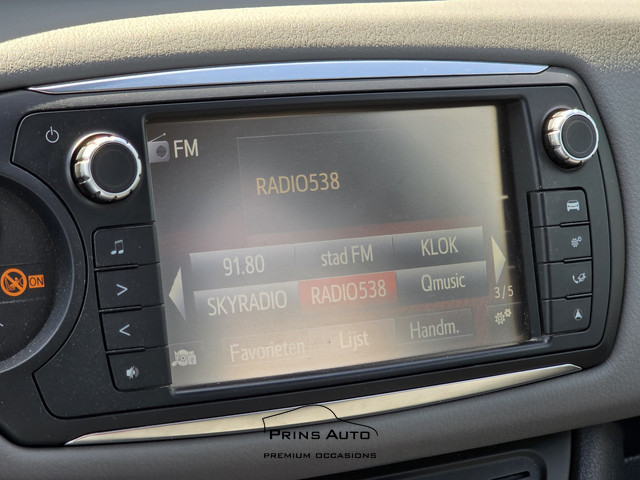 FM
RADIO538
91.80 stad FM KLOK
SKYRADIO RADIO538 Qmusic
3/5
Favorieten Lijst Handm.
ON
PRINS AUTO
PREMIUM OCCASIONS